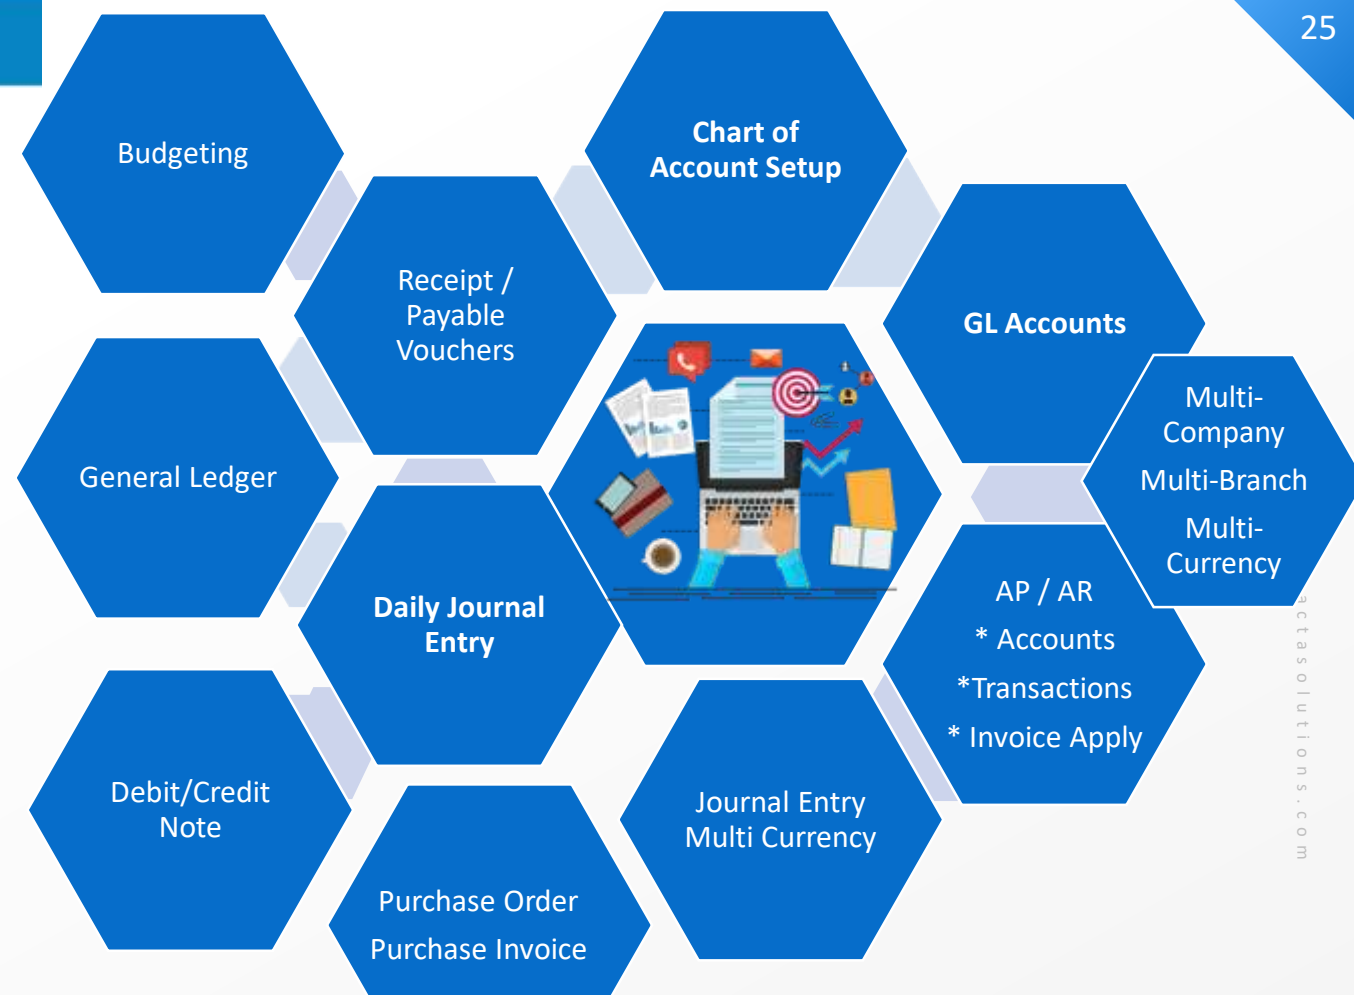 25
Budgeting
Chart of
Account Setup
Receipt /
Payable
Vouchers
GL Accounts
Multi-
Company
Multi-Branch
Multi-
Currency
General Ledger
Daily Journal
Entry
AP / AR
* Accounts
*Transactions
* Invoice Apply
Debit/Credit
Note
Journal Entry
Multi Currency
Purchase Order
Purchase Invoice
actasolutions.com